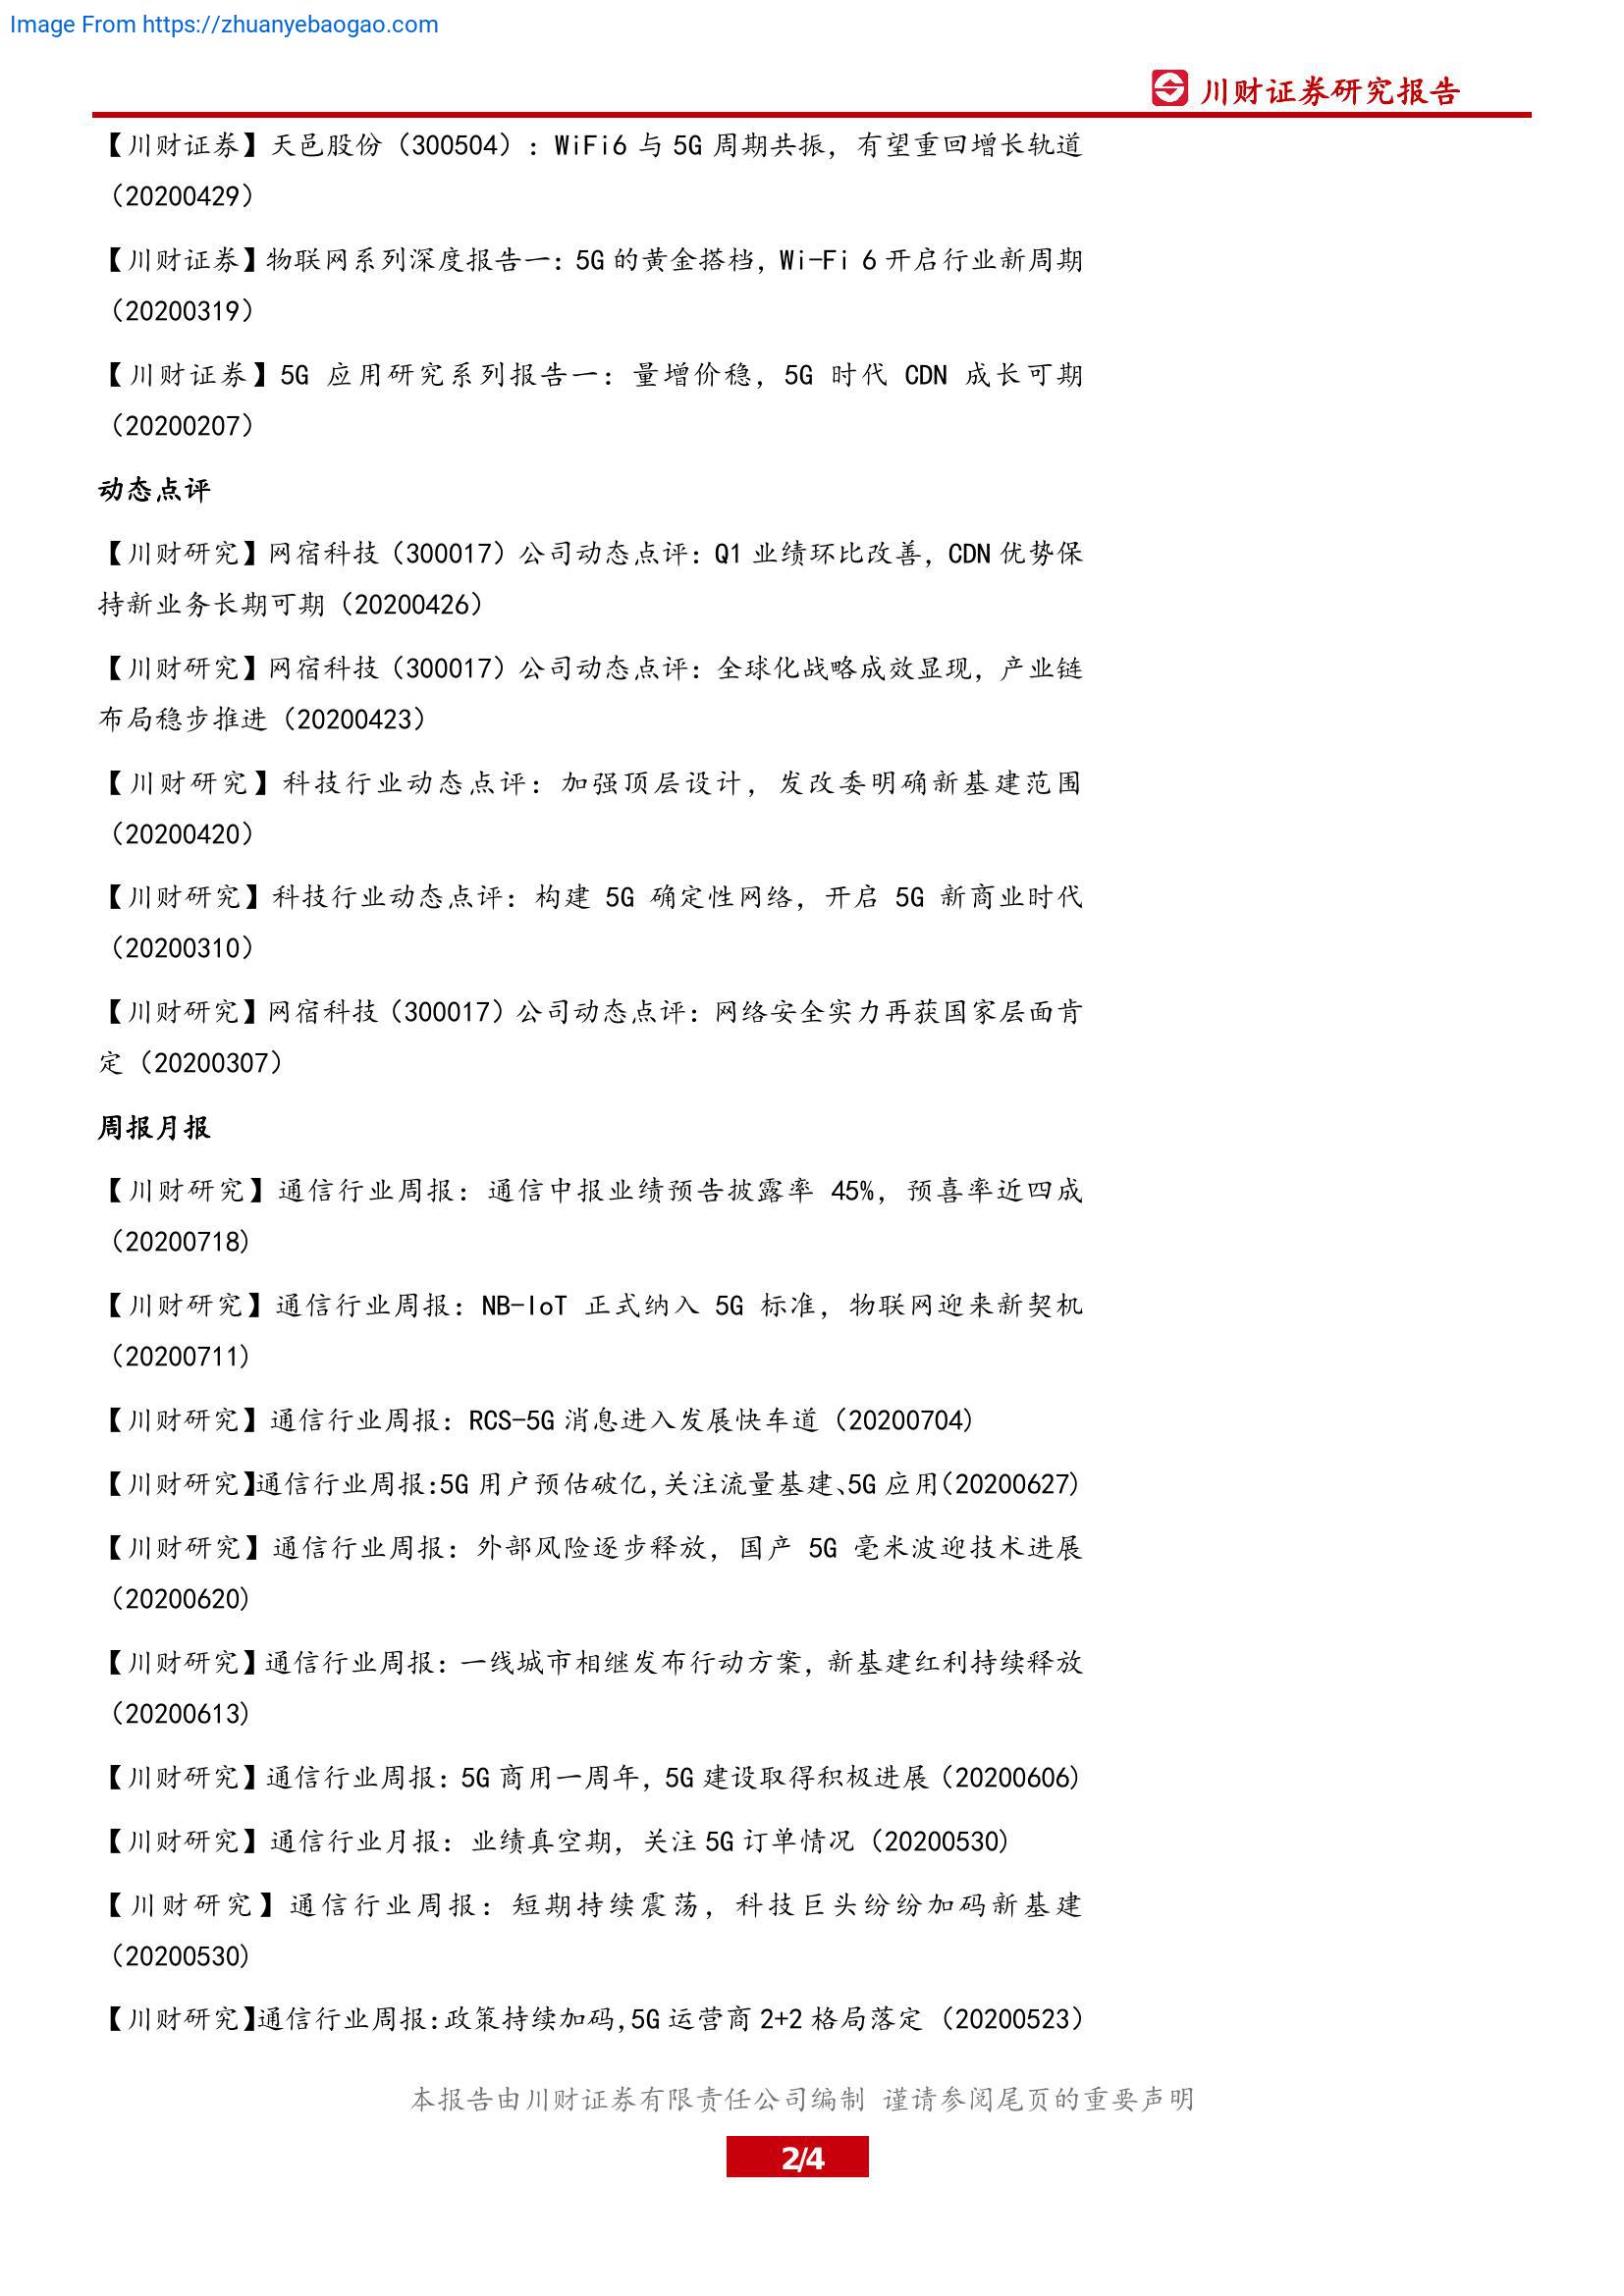 Image From https://zhuanyebaogao.com
川财证券研究报告
【川财证券】天邑股份（300504）：WiFi6 与 5G 周期共振，有望重回增长轨道
（20200429）
【川财证券】物联网系列深度报告一：5G 的黄金搭档，Wi-Fi 6 开启行业新周期
（20200319）
【川财证券】5G 应用研究系列报告一：量增价稳，5G 时代 CDN 成长可期
（20200207）
动态点评
【川财研究】网宿科技（300017）公司动态点评：Q1 业绩环比改善，CDN 优势保
持新业务长期可期（20200426）
【川财研究】网宿科技（300017）公司动态点评：全球化战略成效显现，产业链
布局稳步推进（20200423）
【川财研究】科技行业动态点评：加强顶层设计，发改委明确新基建范围
（20200420）
【川财研究】科技行业动态点评：构建 5G 确定性网络，开启 5G 新商业时代
（20200310）
【川财研究】网宿科技（300017）公司动态点评：网络安全实力再获国家层面肯
定（20200307）
周报月报
【川财研究】通信行业周报：通信中报业绩预告披露率 45%，预喜率近四成
（20200718)
【川财研究】通信行业周报：NB-IoT 正式纳入 5G 标准，物联网迎来新契机
（20200711)
【川财研究】通信行业周报：RCS-5G 消息进入发展快车道（20200704)
【川财研究】通信行业周报：5G 用户预估破亿，关注流量基建、5G 应用（20200627)
【川财研究】通信行业周报：外部风险逐步释放，国产 5G 毫米波迎技术进展
（20200620)
【川财研究】通信行业周报：一线城市相继发布行动方案，新基建红利持续释放
（20200613)
【川财研究】通信行业周报：5G 商用一周年，5G 建设取得积极进展（20200606)
【川财研究】通信行业月报：业绩真空期，关注 5G 订单情况（20200530)
【川财研究】通信行业周报：短期持续震荡，科技巨头纷纷加码新基建
（20200530)
【川财研究】通信行业周报：政策持续加码，5G 运营商 2+2 格局落定（20200523）
本报告由川财证券有限责任公司编制 谨请参阅尾页的重要声明
2/4